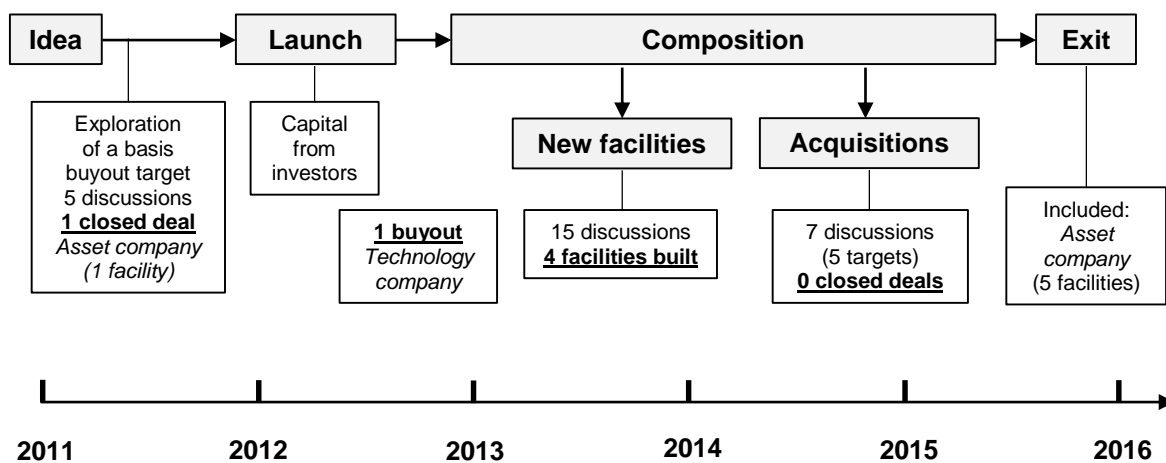 Idea
Launch
Composition
Exit
Exploration
of a basis
buyout target
5 discussions
1 closed deal
Asset company
(1 facility)
Capital
from
investors
1 buyout
Technology
company
New facilities
15 discussions
4 facilities built
Acquisitions
7 discussions
(5 targets)
0 closed deals
Included:
Asset
company
(5 facilities)
2011
2012
2013
2014
2015
2016